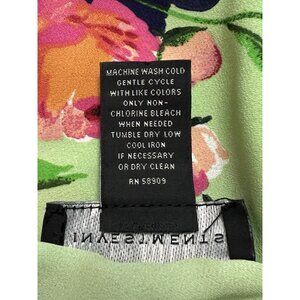 MACHINE WASH COLD
GENTLE CYCLE
WITH LIKE COLORS
ONLY NON-
CHLORINE BLEACH
WHEN NEEDED
TUMBLE DRY LOW
COOL IRON
IF NECESSARY
OR DRY CLEAN
RN 58909
INVESTMENTS